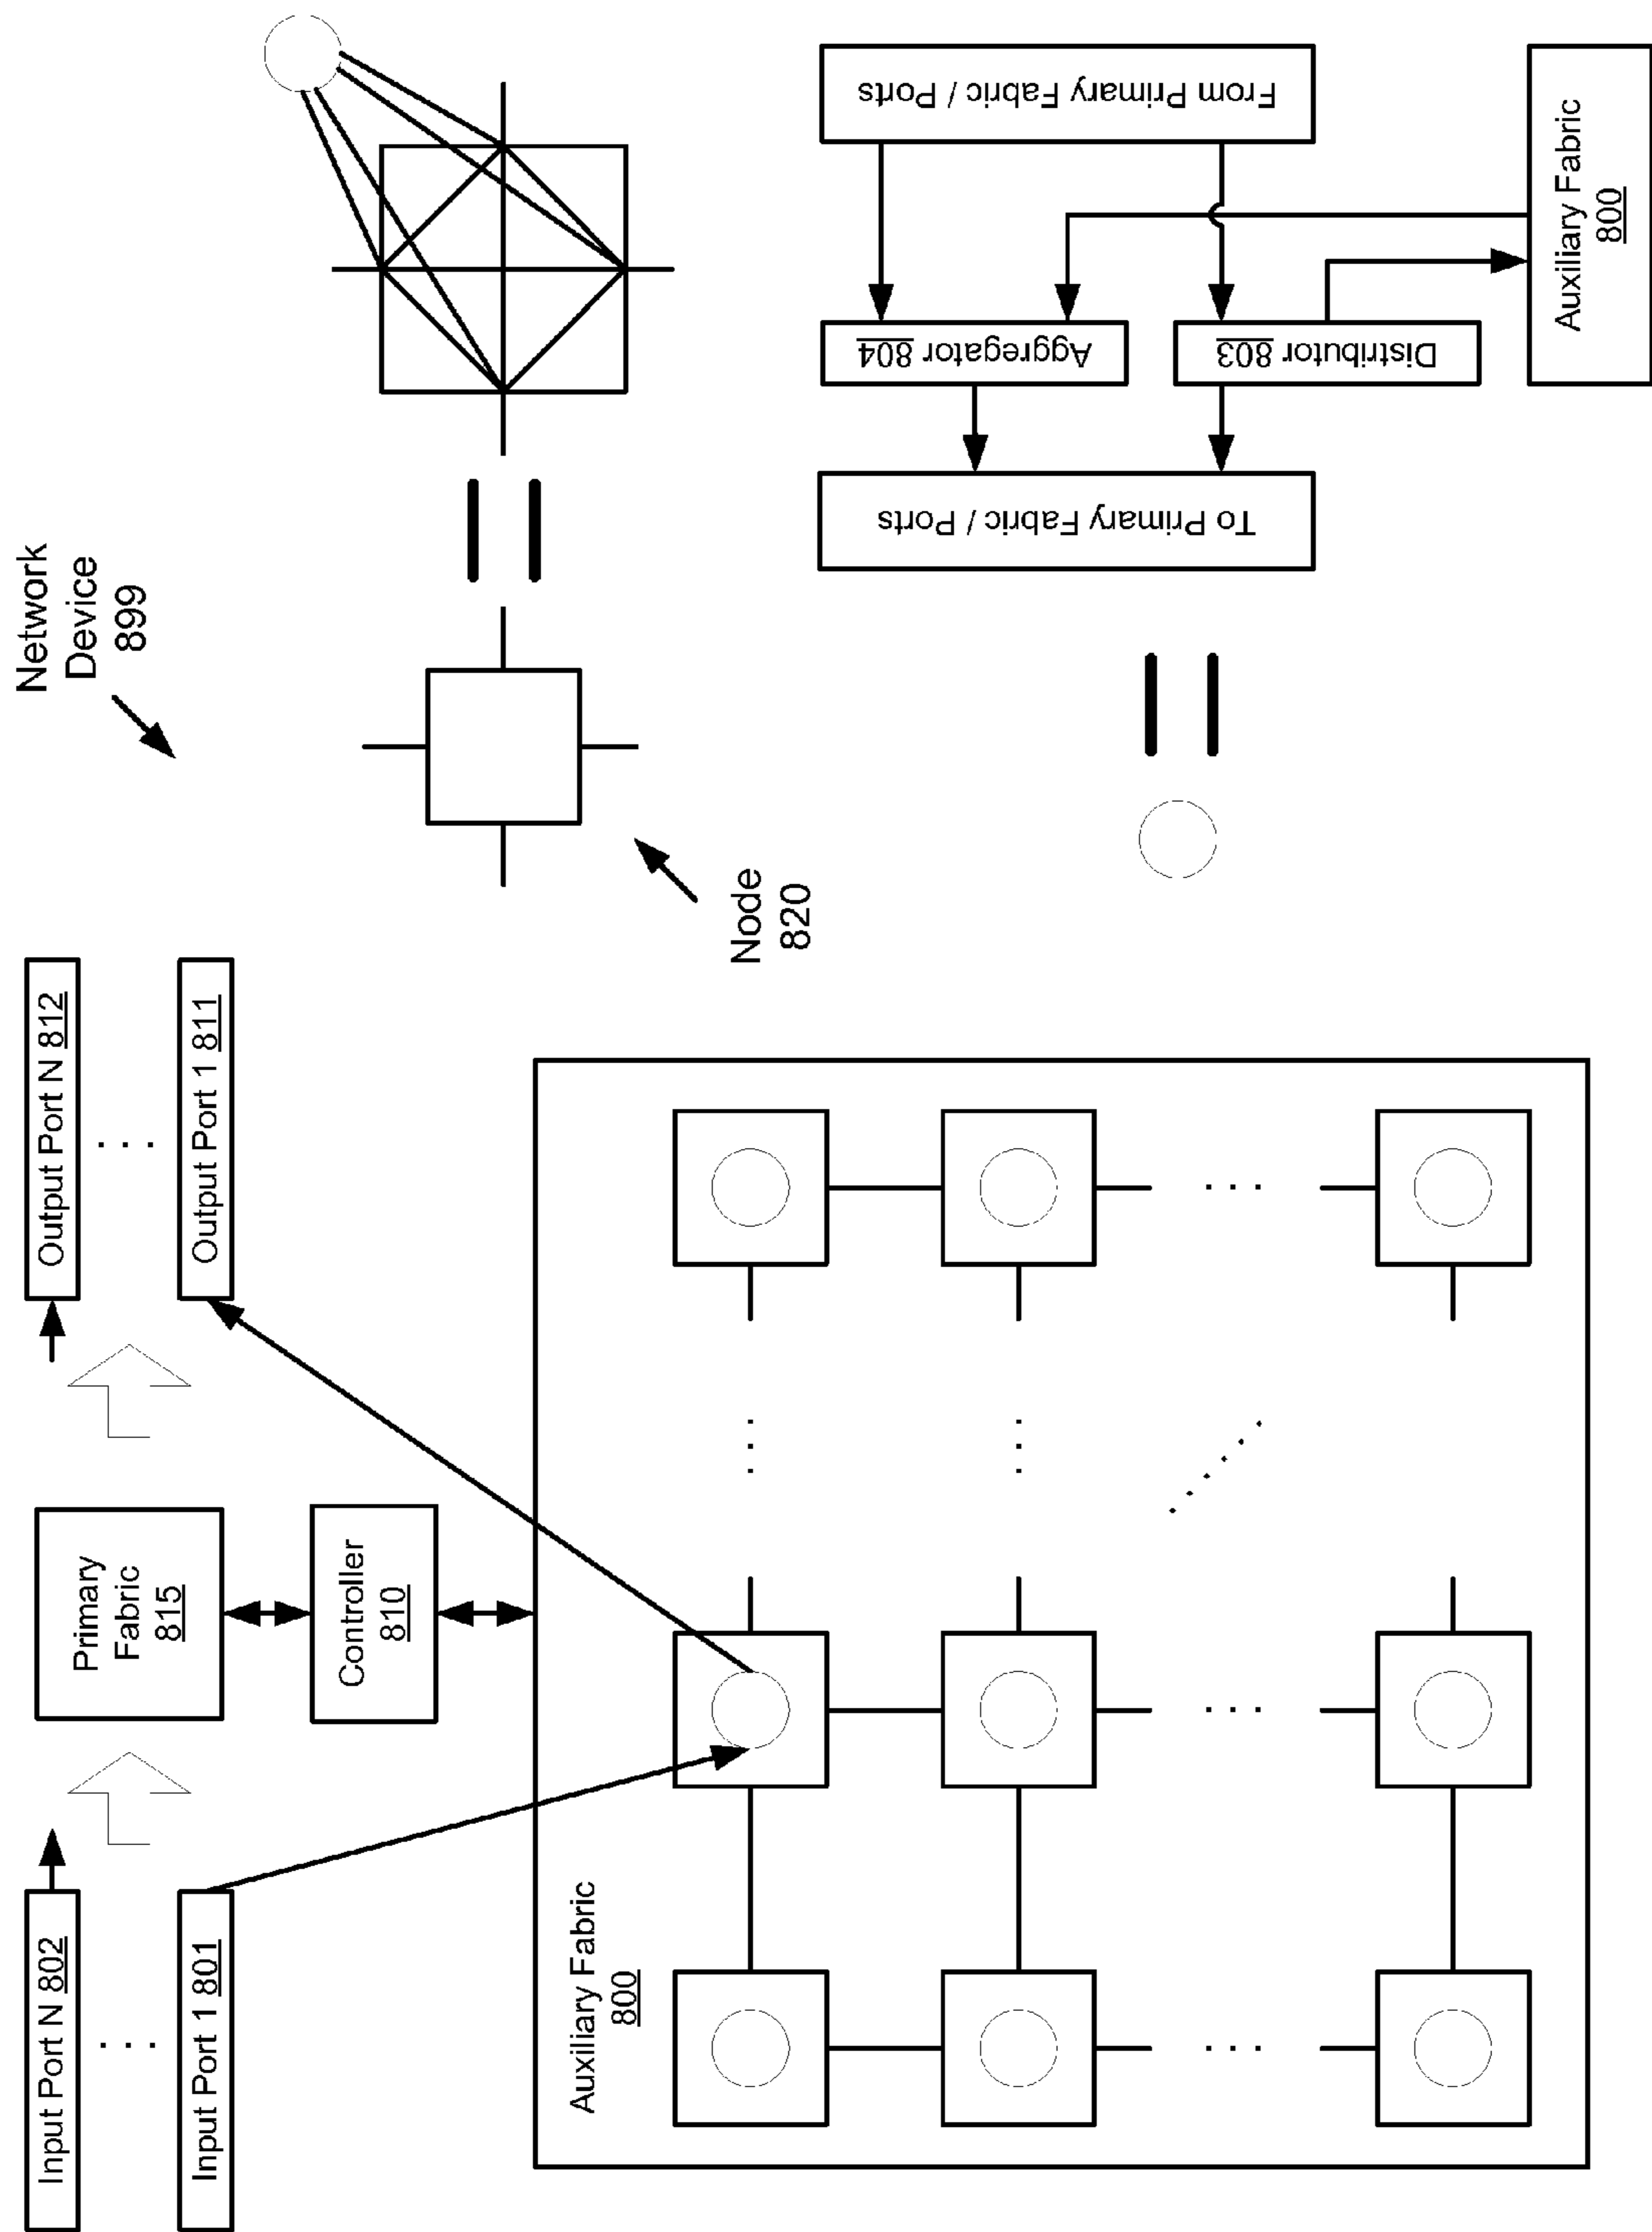 Network
Device
899
Input Port N 802
. . .
Input Port 1 801
Primary
Fabric
815
Controller
810
Output Port N 812
. . .
Output Port 1 811
Node
820
Auxiliary Fabric
800
To Primary Fabric / Ports
Aggregator 804
Distributor 803
From Primary Fabric / Ports
Auxiliary Fabric
800